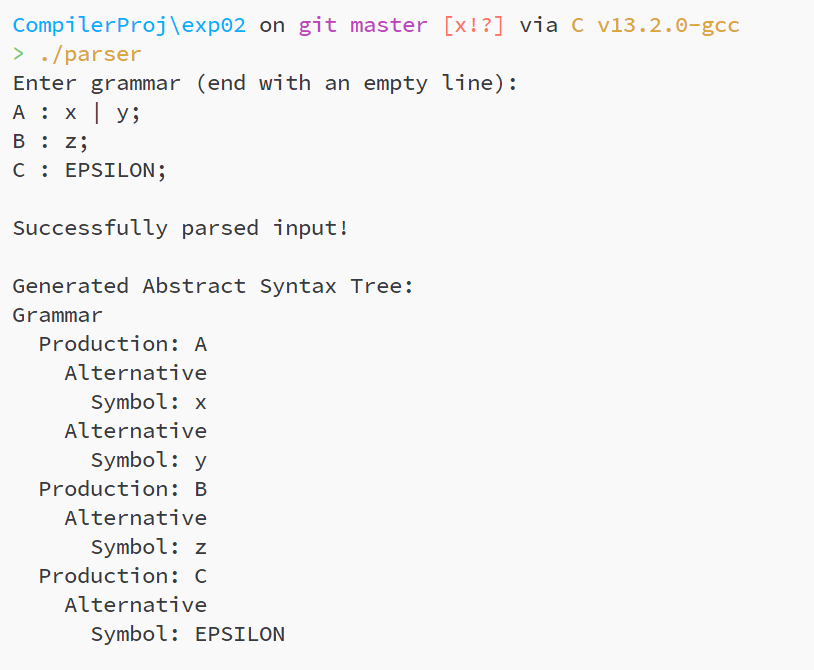 CompilerProj\exp02 on git master [x!?] via C v13.2.0-gcc
> ./parser
Enter grammar (end with an empty line):
A : x | y;
B : z;
C : EPSILON;
Successfully parsed input!
Generated Abstract Syntax Tree:
Grammar
  Production: A
    Alternative
      Symbol: x
    Alternative
      Symbol: y
  Production: B
    Alternative
      Symbol: z
  Production: C
    Alternative
      Symbol: EPSILON